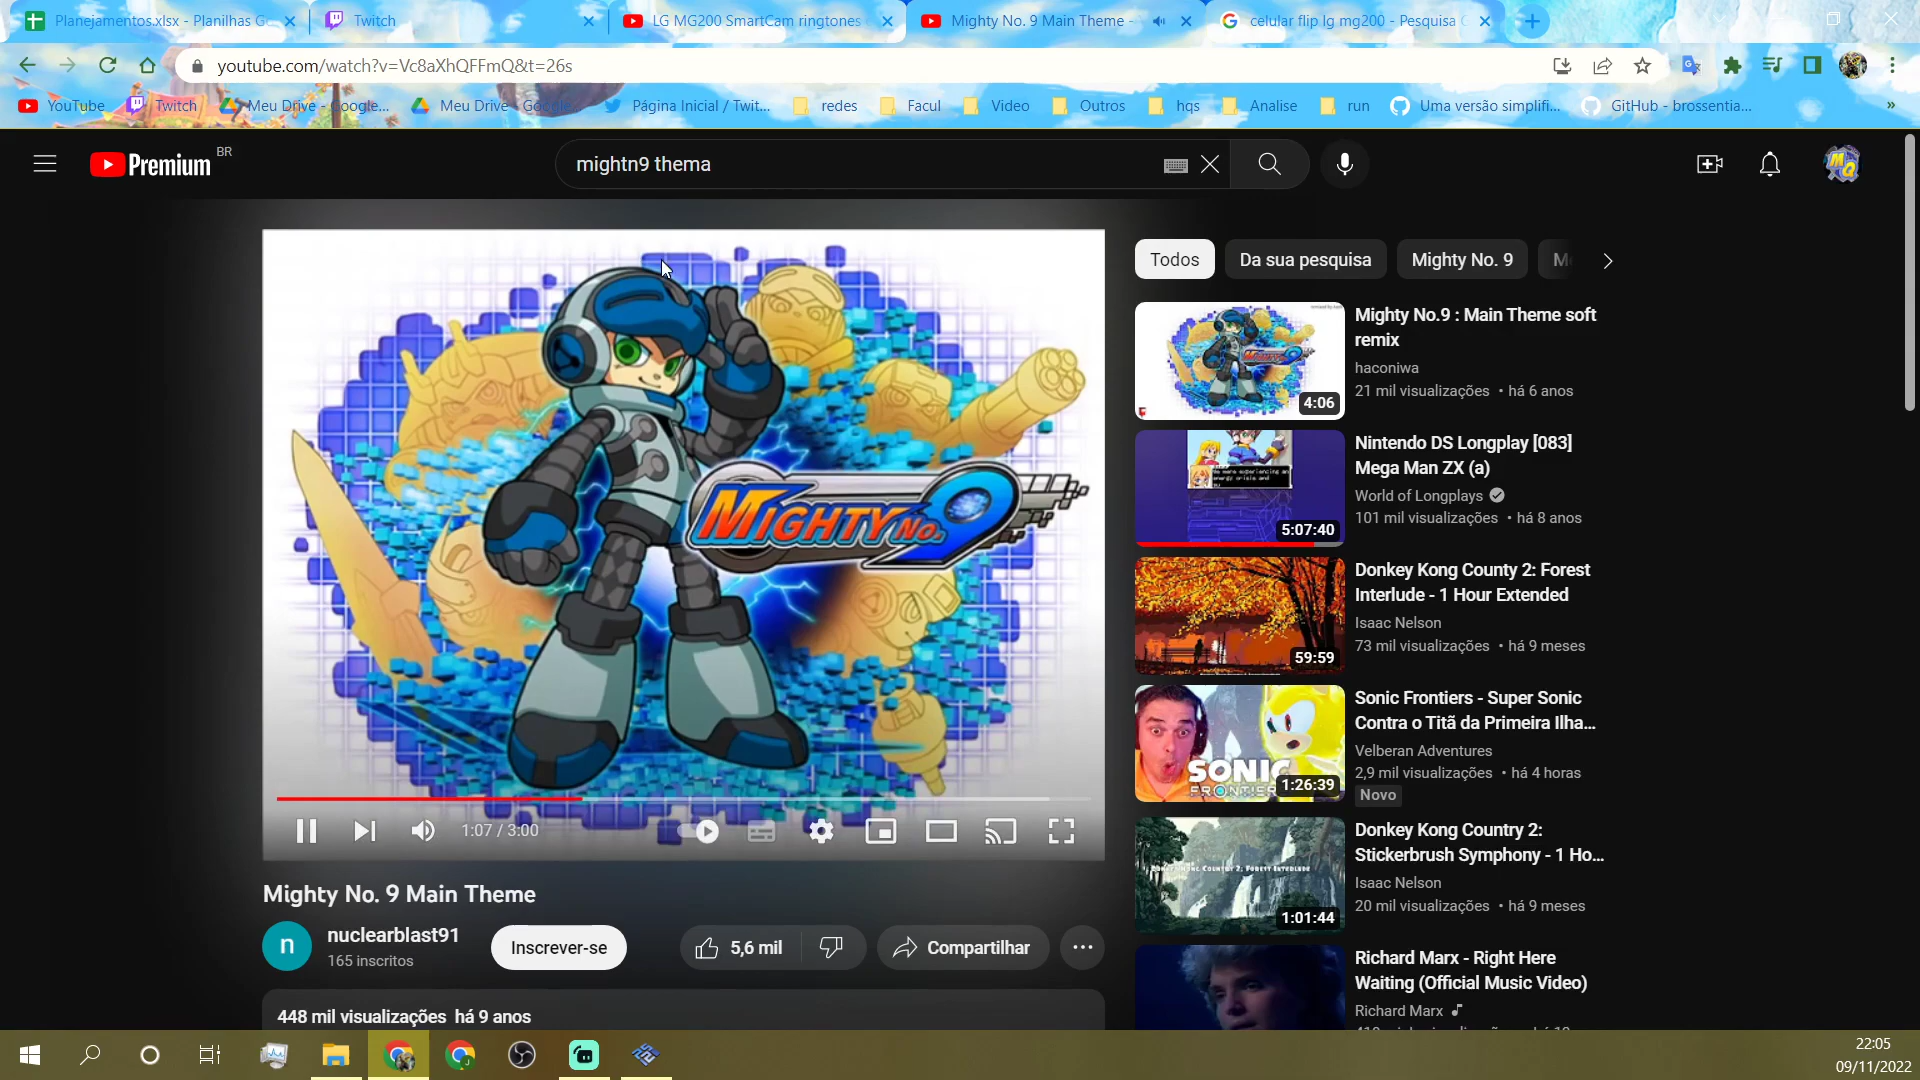 Planejamentos.xlsx - Planilhas G
Twitch
LG MG200 SmartCam ringtones
Mighty No. 9 Main Theme -
celular flip lg mg200 - Pesquisa G
youtube.com/watch?v=Vc8aXhQFFmQ&t=26s
YouTube
Twitch
Meu Drive - Google...
Meu Drive - Google...
Página Inicial / Twit...
redes
Facul
Video
Outros
hqs
Analise
run
Uma versão simplifi...
GitHub - brossentia...
»
Premium
BR
mightn9 thema
MQ
MIGHTY No. 9
1:07 / 3:00
Mighty No. 9 Main Theme
n
nuclearblast91
165 inscritos
Inscrever-se
5,6 mil
Compartilhar
448 mil visualizações há 9 anos
Todos
Da sua pesquisa
Mighty No. 9
4:06
Mighty No.9 : Main Theme soft
remix
haconiwa
21 mil visualizações • há 6 anos
5:07:40
Nintendo DS Longplay [083]
Mega Man ZX (a)
World of Longplays
101 mil visualizações • há 8 anos
59:59
Donkey Kong County 2: Forest
Interlude - 1 Hour Extended
Isaac Nelson
73 mil visualizações • há 9 meses
SONIC
FRONTIERS
1:26:39
Sonic Frontiers - Super Sonic
Contra o Titã da Primeira Ilha...
Velberan Adventures
2,9 mil visualizações • há 4 horas
Novo
Donkey Kong Country 2: Forest Interlude
1:01:44
Donkey Kong Country 2:
Stickerbrush Symphony - 1 Ho...
Isaac Nelson
20 mil visualizações • há 9 meses
Richard Marx - Right Here
Waiting (Official Music Video)
Richard Marx
22:05
09/11/2022